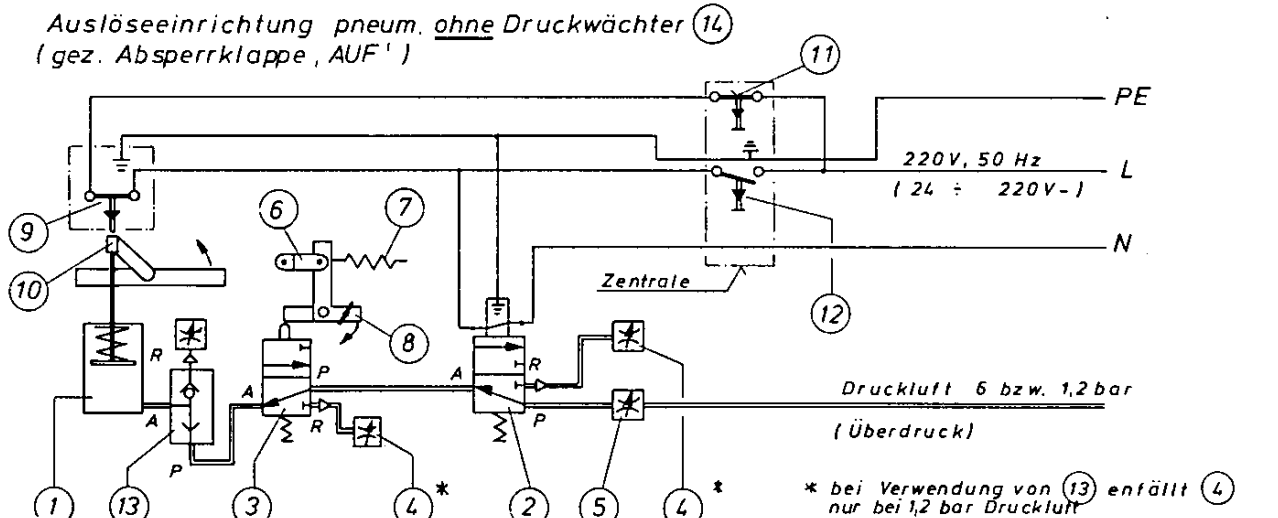 Auslöseeinrichtung pneum. ohne Druckwächter 14
(gez. Absperrklappe ‚AUF')
11
PE
220V, 50 Hz
L
(24 ÷ 220V-)
9
6
7
N
10
Zentrale
12
8
R
P
R
4
A
A
Druckluft 6 bzw. 1,2 bar
A
R
P
(Überdruck)
P
1
13
3
4 *
2
5
4 *
* bei Verwendung von 13 enfällt 4
nur bei 1,2 bar Druckluft